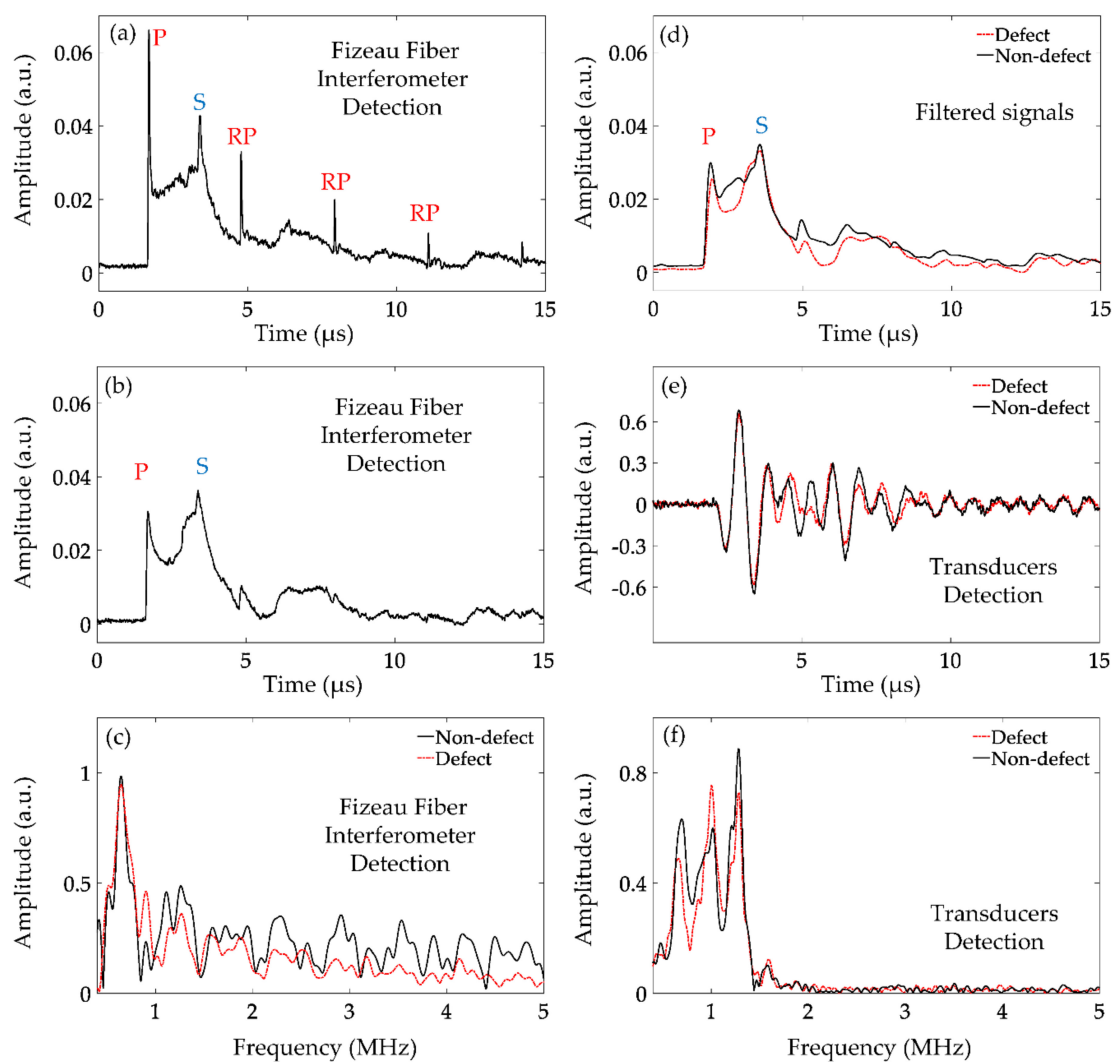 (a)
P
S
RP
RP
RP
Fizeau Fiber
Interferometer
Detection
0.06
0.04
0.02
0
Amplitude (a.u.)
0
5
10
15
Time (µs)
(d)
Defect
Non-defect
Filtered signals
P
S
0.06
0.04
0.02
0
Amplitude (a.u.)
0
5
10
15
Time (µs)
(b)
Fizeau Fiber
Interferometer
Detection
P
S
0.06
0.04
0.02
0
Amplitude (a.u.)
0
5
10
15
Time (µs)
(e)
Defect
Non-defect
0.6
0.3
0
-0.3
-0.6
Amplitude (a.u.)
Transducers
Detection
5
10
15
Time (µs)
(c)
Non-defect
Defect
Fizeau Fiber
Interferometer
Detection
1
0.5
0
Amplitude (a.u.)
1
2
3
4
5
Frequency (MHz)
(f)
Defect
Non-defect
0.8
0.4
0
Amplitude (a.u.)
Transducers
Detection
1
2
3
4
5
Frequency (MHz)